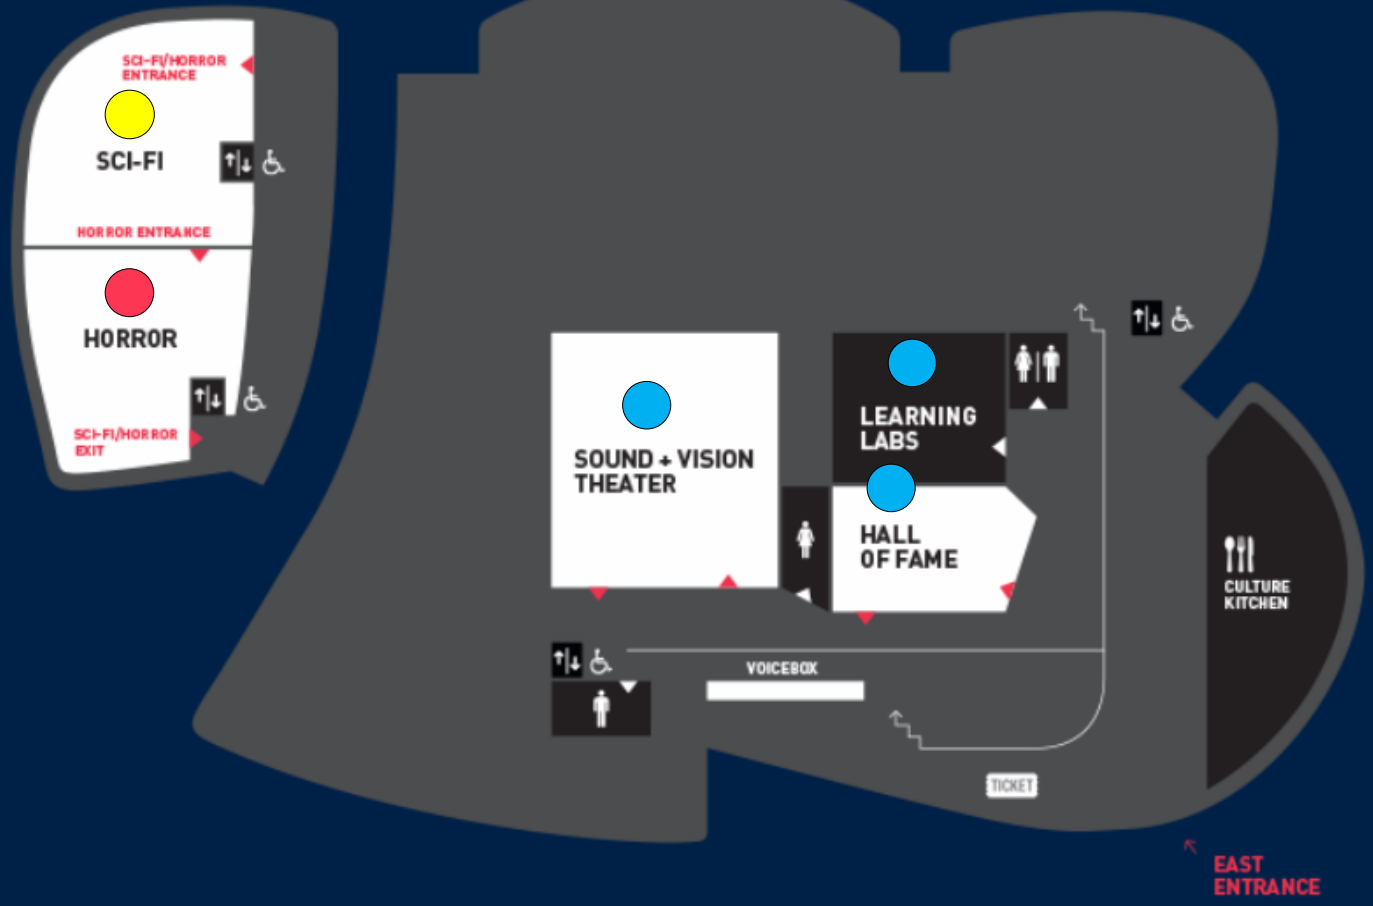 SCI-FI/HORROR
ENTRANCE
SCI-FI
HORROR ENTRANCE
HORROR
SCI-FI/HORROR
EXIT
SOUND + VISION
THEATER
LEARNING
LABS
HALL
OF FAME
CULTURE
KITCHEN
VOICEBOX
TICKET
EAST
ENTRANCE